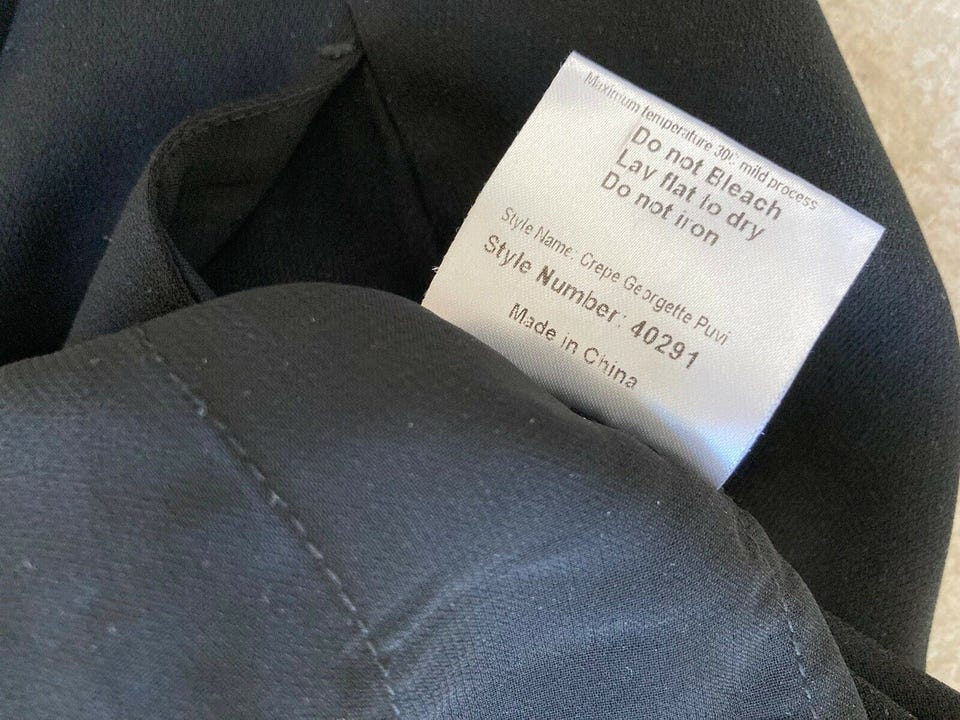 Maximum temperature 30C mild process
Do not Bleach
Lay flat to dry
Do not iron
Style Name: Crepe Georgette Puvi
Style Number: 40291
Made in China